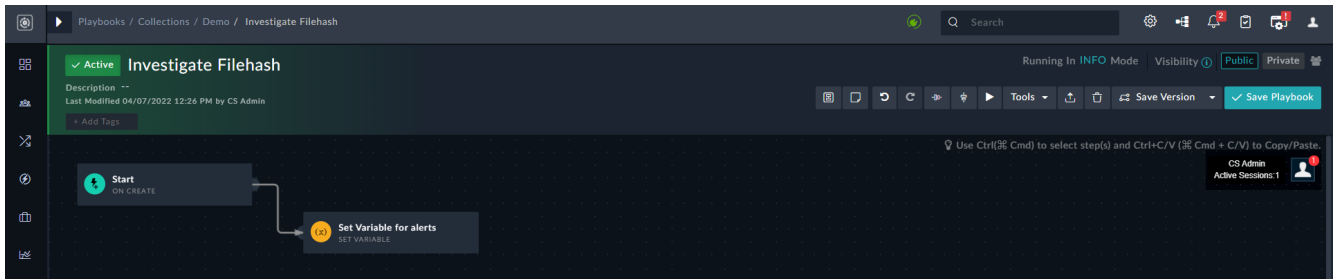 Playbooks / Collections / Demo / Investigate Filehash
Search
2
!
Active Investigate Filehash
Running In INFO Mode Visibility Public Private
Description --
Last Modified 04/07/2022 12:26 PM by CS Admin
Tools Save Version Save Playbook
+ Add Tags
Use Ctrl(⌘ Cmd) to select step(s) and Ctrl+C/V (⌘ Cmd + C/V) to Copy/Paste.
CS Admin
Active Sessions:1
1
Start
ON CREATE
(x)
Set Variable for alerts
SET VARIABLE